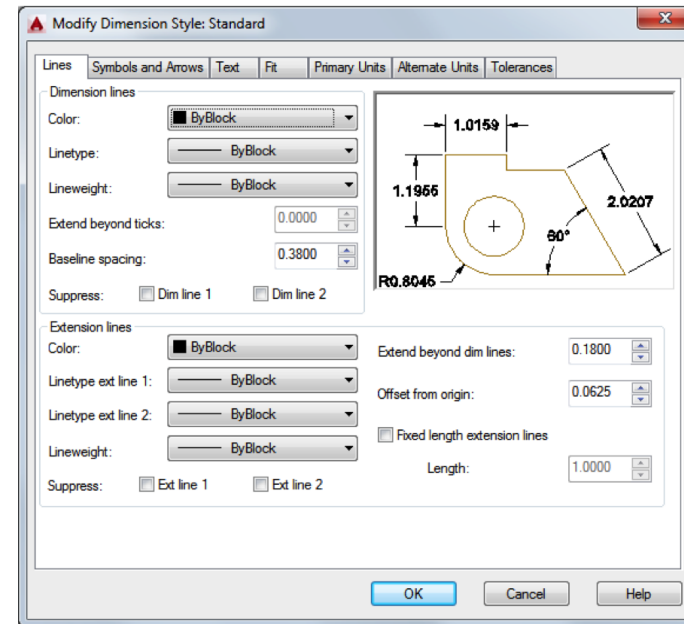 Modify Dimension Style: Standard
Lines Symbols and Arrows Text Fit Primary Units Alternate Units Tolerances
Dimension lines
Color: ByBlock
Linetype: ByBlock
Lineweight: ByBlock
Extend beyond ticks: 0.0000
Baseline spacing: 0.3800
Suppress: Dim line 1 Dim line 2
1.0159
1.1955
2.0207
60°
R0.8045
Extension lines
Color: ByBlock
Linetype ext line 1: ByBlock
Linetype ext line 2: ByBlock
Lineweight: ByBlock
Suppress: Ext line 1 Ext line 2
Extend beyond dim lines: 0.1800
Offset from origin: 0.0625
Fixed length extension lines
Length: 1.0000
OK Cancel Help